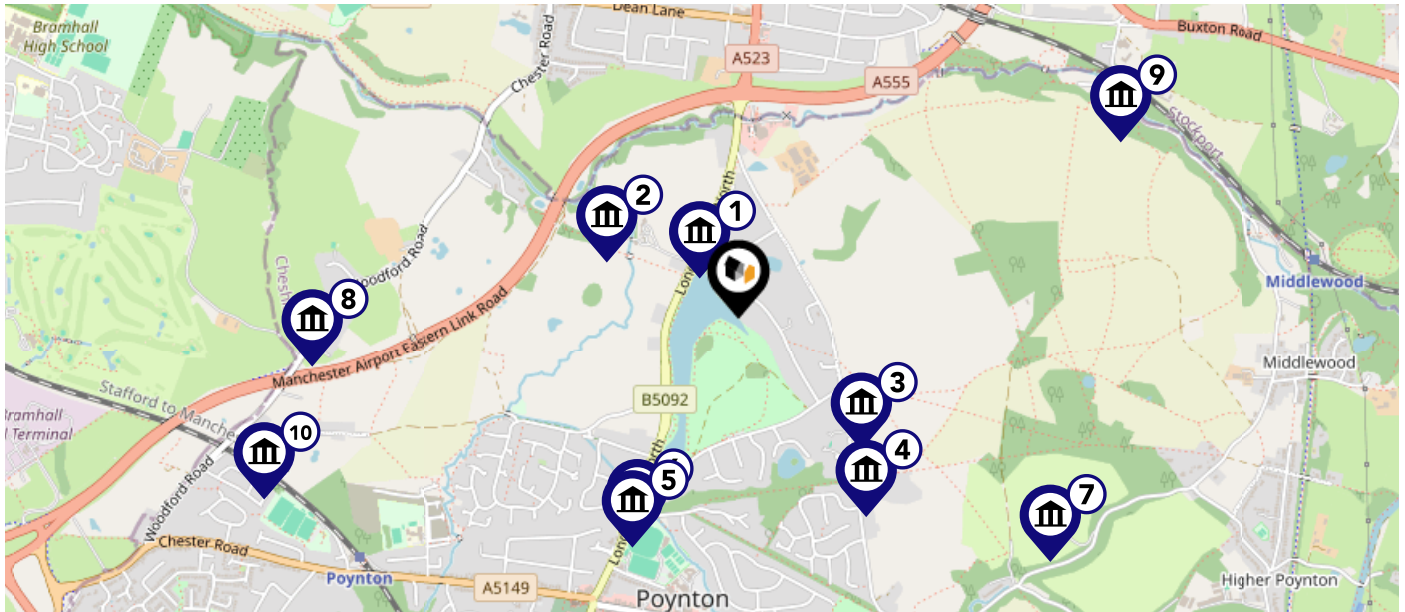 Bramhall
High School
Dean Lane
Chester Road
A523
A555
Buxton Road
9
Stockport
2
1
Middlewood
8
Woodford Road
Chesh
Manchester Airport Eastern Link Road
Middlewood
Stafford to Manche
B5092
3
Bramhall
l Terminal
10
4
5
7
Woodford Road
Chester Road
Poynton
A5149
Poynton
Higher Poynton